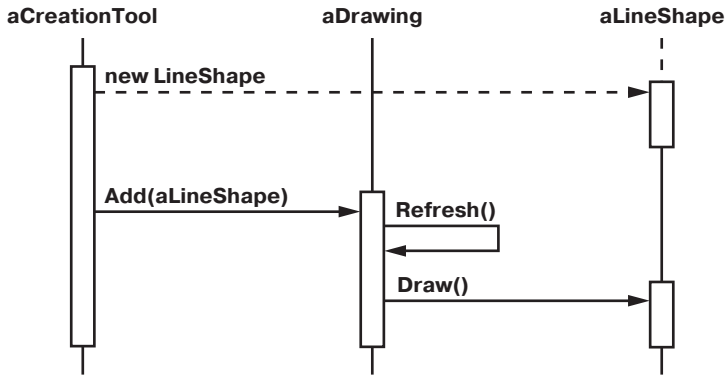 aCreationTool
aDrawing
aLineShape
new LineShape
Add(aLineShape)
Refresh()
Draw()